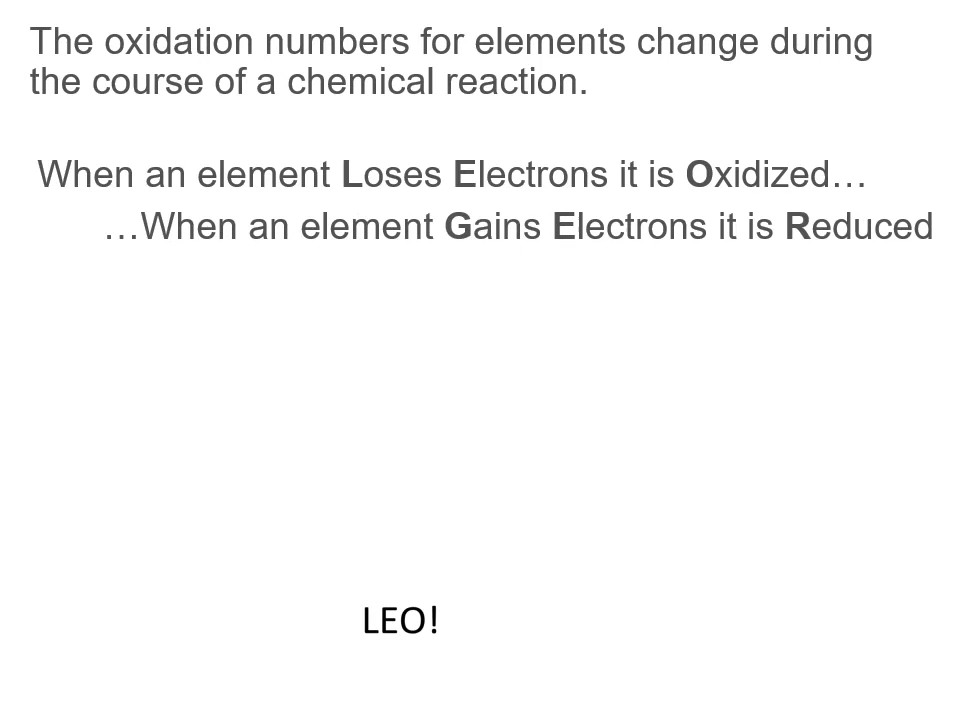 The oxidation numbers for elements change during
the course of a chemical reaction.
When an element Loses Electrons it is Oxidized…
…When an element Gains Electrons it is Reduced
LEO!